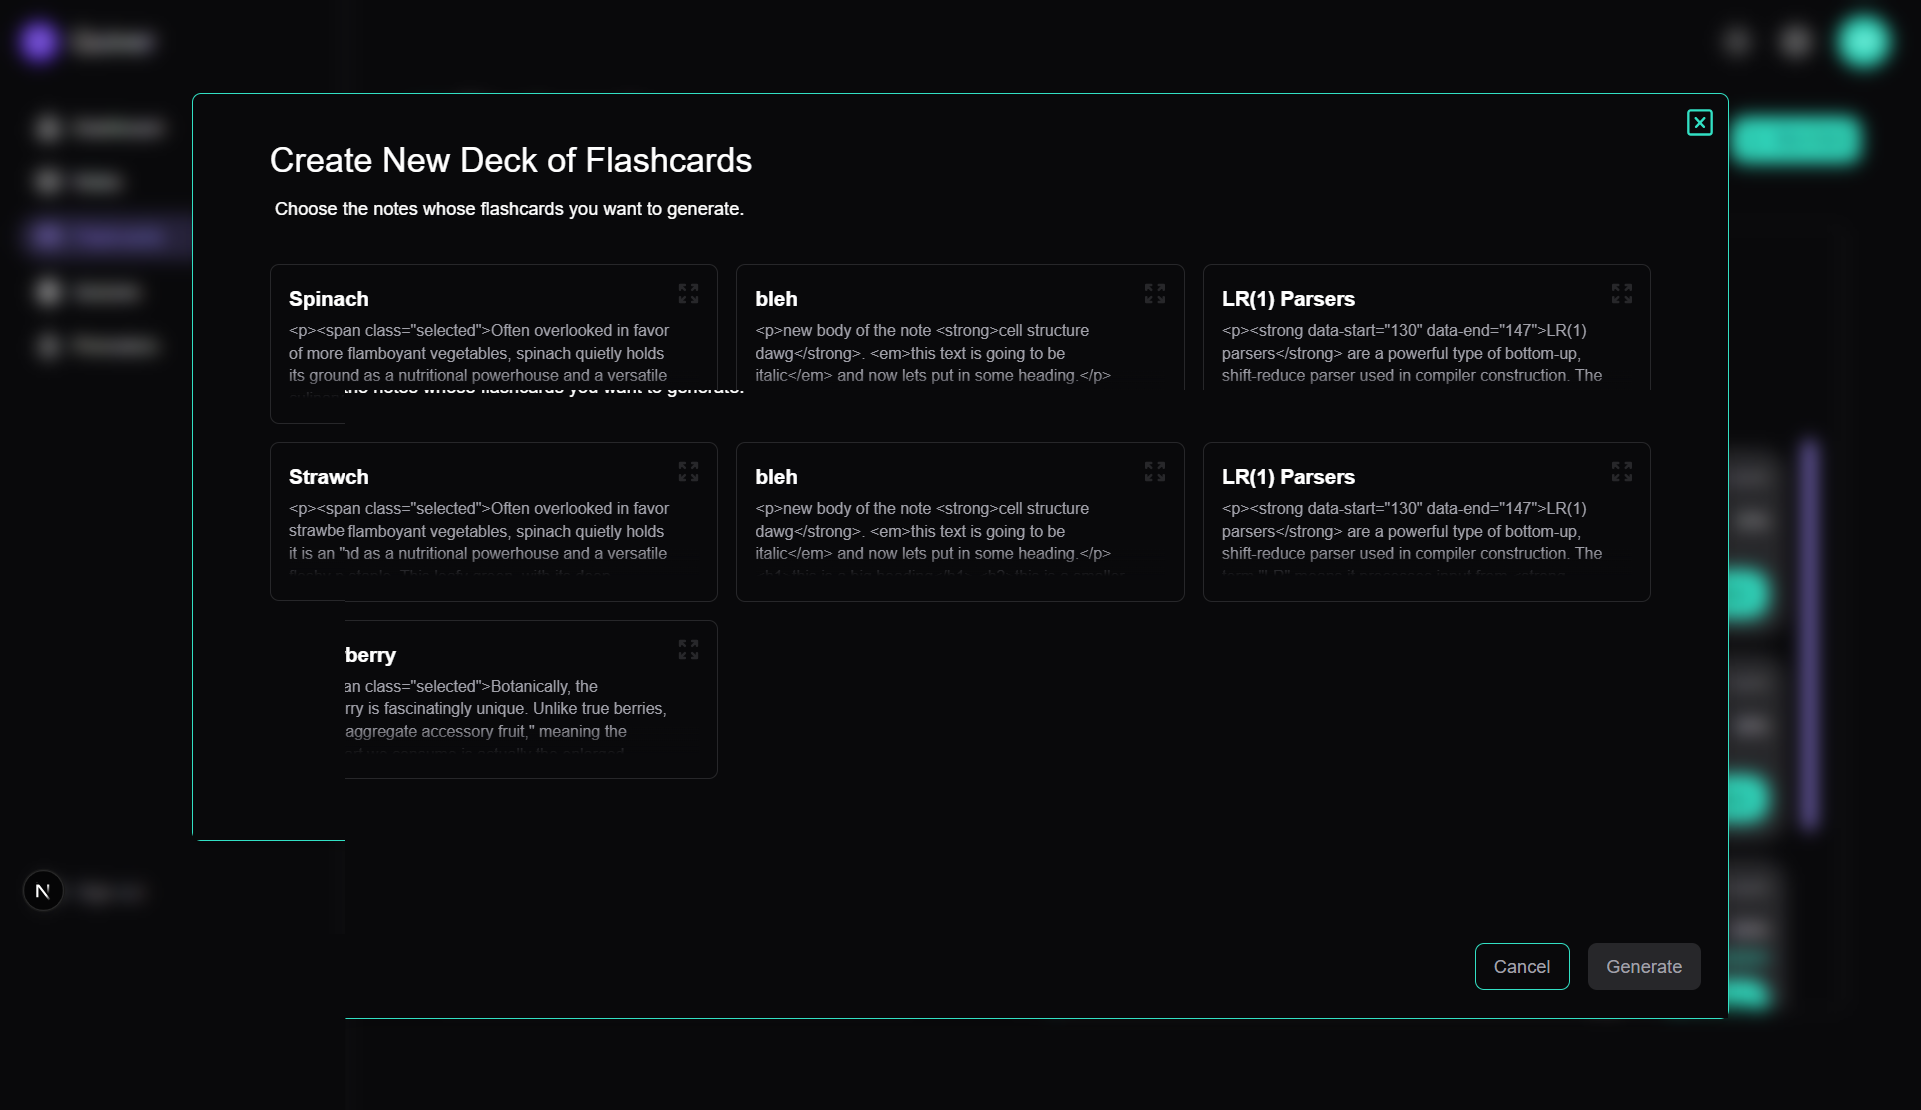 Create New Deck of Flashcards
Choose the notes whose flashcards you want to generate.
Spinach
<p><span class="selected">Often overlooked in favor
of more flamboyant vegetables, spinach quietly holds
its ground as a nutritional powerhouse and a versatile
bleh
<p>new body of the note <strong>cell structure
dawg</strong>. <em>this text is going to be
italic</em> and now lets put in some heading.</p>
LR(1) Parsers
<p><strong data-start="130" data-end="147">LR(1)
parsers</strong> are a powerful type of bottom-up,
shift-reduce parser used in compiler construction. The
the notes whose flashcards you want to generate.
Strawch
<p><span class="selected">Often overlooked in favor
strawbe flamboyant vegetables, spinach quietly holds
it is an "nd as a nutritional powerhouse and a versatile
bleh
<p>new body of the note <strong>cell structure
dawg</strong>. <em>this text is going to be
italic</em> and now lets put in some heading.</p>
LR(1) Parsers
<p><strong data-start="130" data-end="147">LR(1)
parsers</strong> are a powerful type of bottom-up,
shift-reduce parser used in compiler construction. The
berry
an class="selected">Botanically, the
rry is fascinatingly unique. Unlike true berries,
aggregate accessory fruit," meaning the
N
Cancel
Generate